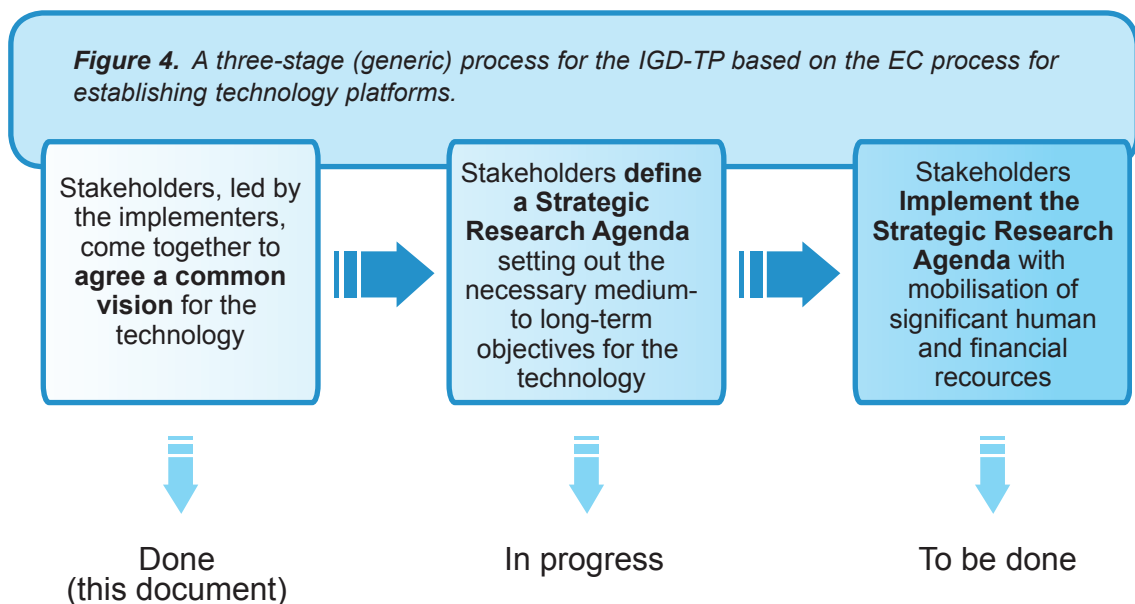 Figure 4. A three-stage (generic) process for the IGD-TP based on the EC process for
establishing technology platforms.
Stakeholders, led by
the implementers,
come together to
agree a common
vision for the
technology
Stakeholders define
a Strategic
Research Agenda
setting out the
necessary medium-
to long-term
objectives for the
technology
Stakeholders
Implement the
Strategic Research
Agenda with
mobilisation of
significant human
and financial
recources
Done
(this document)
In progress
To be done